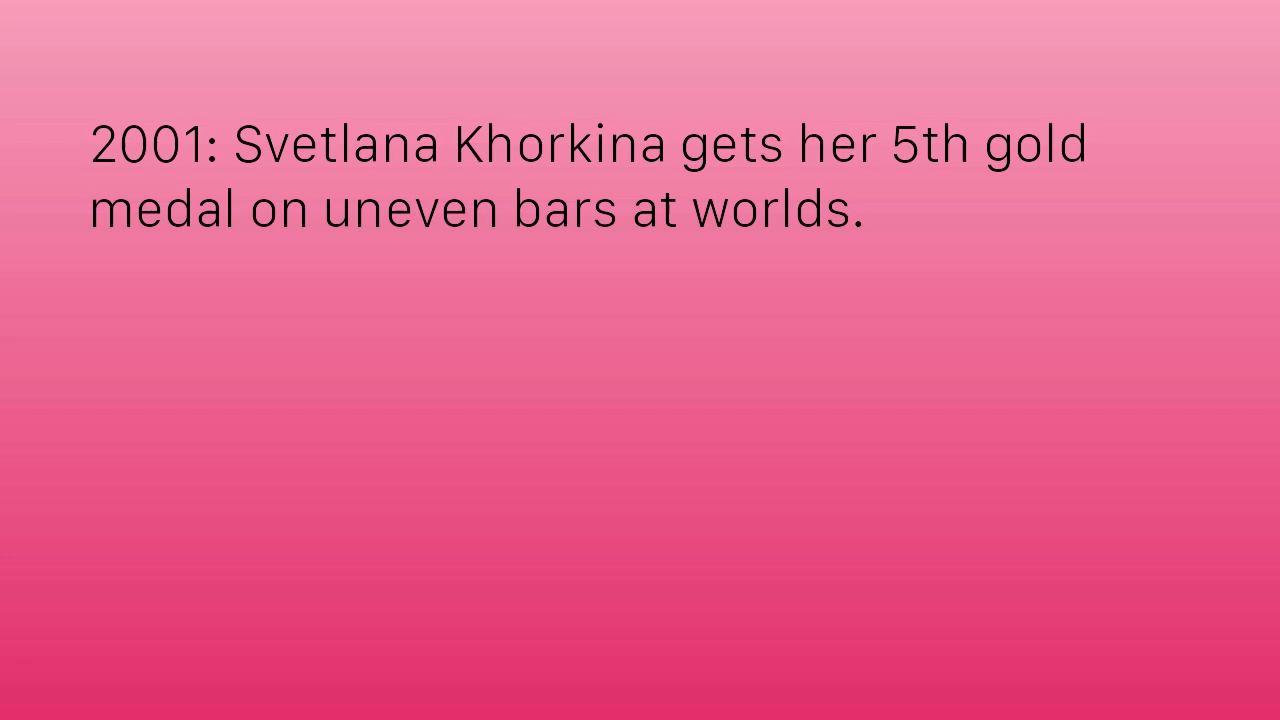 2001: Svetlana Khorkina gets her 5th gold
medal on uneven bars at worlds.